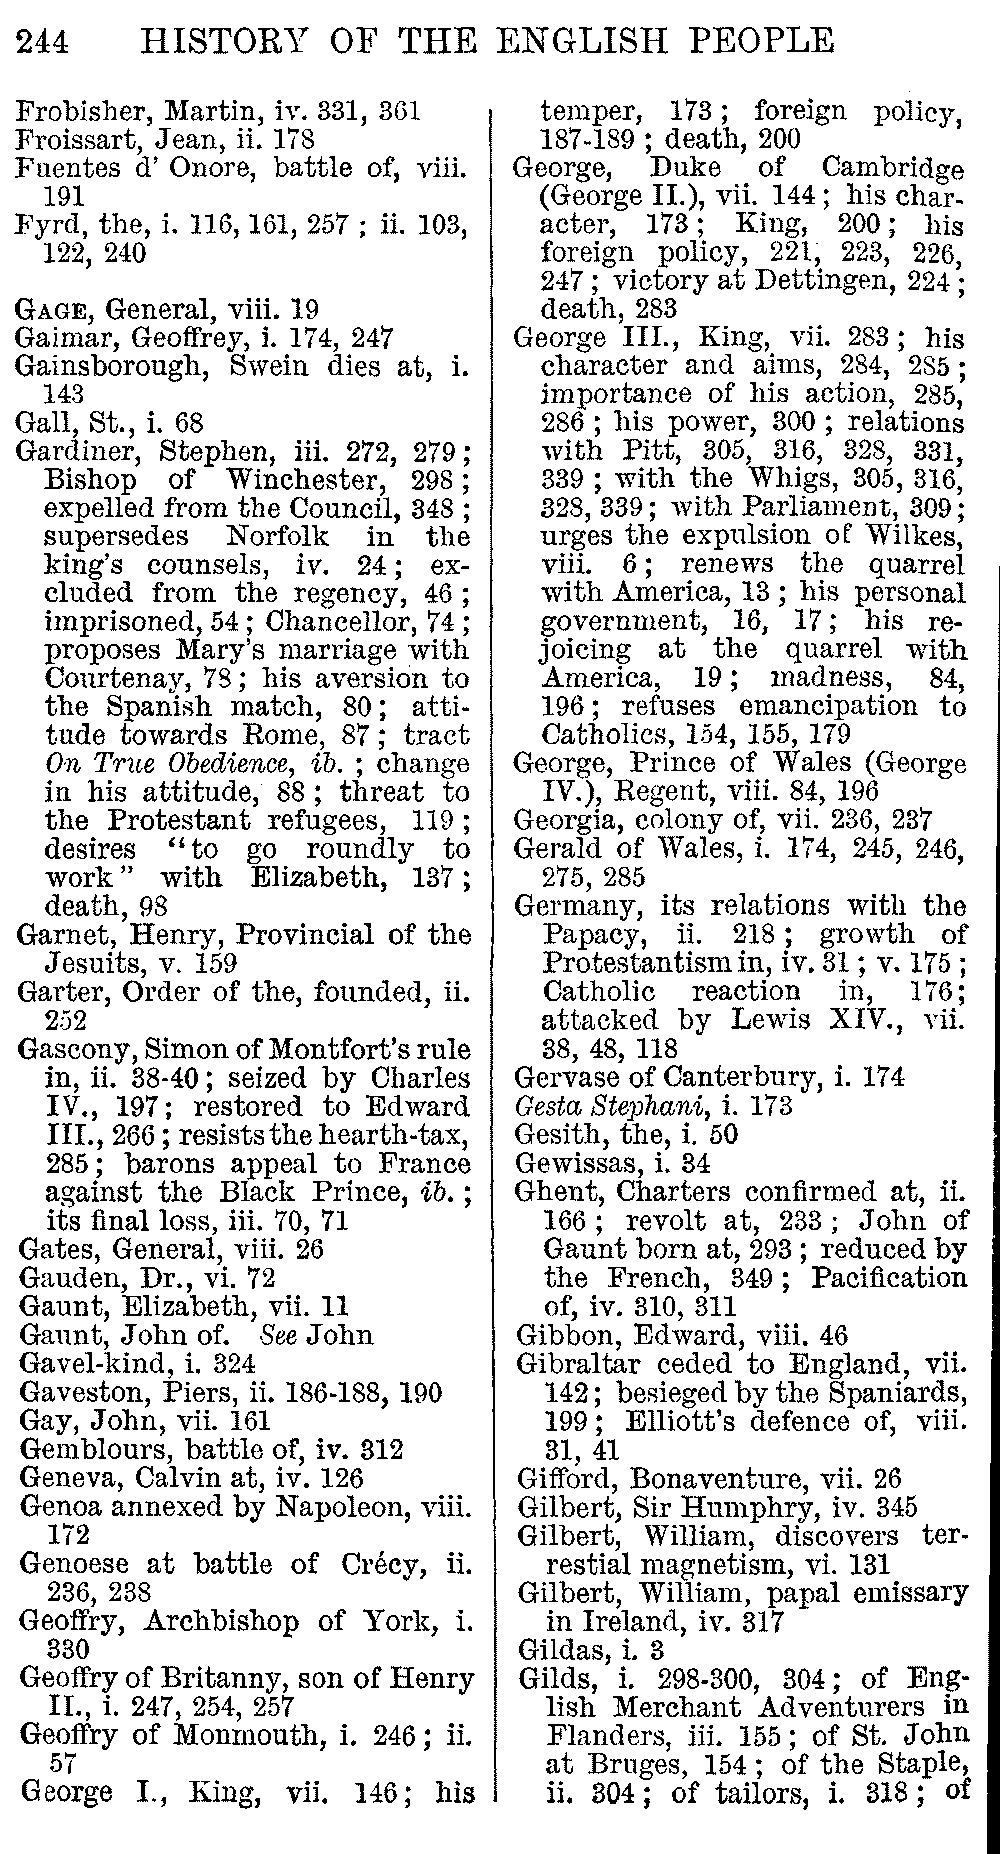 244 HISTORY OF THE ENGLISH PEOPLE
Frobisher, Martin, iv. 331, 361
Froissart, Jean, ii. 178
Fuentes d' Onore, battle of, viii.
191
Fyrd, the, i. 116, 161, 257 ; ii. 103,
122, 240
GAGE, General, viii. 19
Gaimar, Geoffrey, i. 174, 247
Gainsborough, Swein dies at, i.
143
Gall, St., i. 68
Gardiner, Stephen, iii. 272, 279 ;
Bishop of Winchester, 298 ;
expelled from the Council, 348 ;
supersedes Norfolk in the
king's counsels, iv. 24 ; ex-
cluded from the regency, 46 ;
imprisoned, 54 ; Chancellor, 74 ;
proposes Mary's marriage with
Courtenay, 78 ; his aversion to
the Spanish match, 80 ; atti-
tude towards Rome, 87 ; tract
On True Obedience, ib. ; change
in his attitude, 88 ; threat to
the Protestant refugees, 119 ;
desires "to go roundly to
work" with Elizabeth, 137 ;
death, 98
Garnet, Henry, Provincial of the
Jesuits, v. 159
Garter, Order of the, founded, ii.
252
Gascony, Simon of Montfort's rule
in, ii. 38-40 ; seized by Charles
IV., 197 ; restored to Edward
III., 266 ; resists the hearth-tax,
285 ; barons appeal to France
against the Black Prince, ib. ;
its final loss, iii. 70, 71
Gates, General, viii. 26
Gauden, Dr., vi. 72
Gaunt, Elizabeth, vii. 11
Gaunt, John of. See John
Gavel-kind, i. 324
Gaveston, Piers, ii. 186-188, 190
Gay, John, vii. 161
Gemblours, battle of, iv. 312
Geneva, Calvin at, iv. 126
Genoa annexed by Napoleon, viii.
172
Genoese at battle of Crécy, ii.
236, 238
Geoffry, Archbishop of York, i.
330
Geoffry of Britanny, son of Henry
II., i. 247, 254, 257
Geoffry of Monmouth, i. 246 ; ii.
57
George I., King, vii. 146 ; his
temper, 173 ; foreign policy,
187-189 ; death, 200
George, Duke of Cambridge
(George II.), vii. 144 ; his char-
acter, 173 ; King, 200 ; his
foreign policy, 221, 223, 226,
247 ; victory at Dettingen, 224 ;
death, 283
George III., King, vii. 283 ; his
character and aims, 284, 285 ;
importance of his action, 285,
286 ; his power, 300 ; relations
with Pitt, 305, 316, 328, 331,
339 ; with the Whigs, 305, 316,
328, 339 ; with Parliament, 309 ;
urges the expulsion of Wilkes,
viii. 6 ; renews the quarrel
with America, 13 ; his personal
government, 16, 17 ; his re-
joicing at the quarrel with
America, 19 ; madness, 84,
196 ; refuses emancipation to
Catholics, 154, 155, 179
George, Prince of Wales (George
IV.), Regent, viii. 84, 196
Georgia, colony of, vii. 236, 237
Gerald of Wales, i. 174, 245, 246,
275, 285
Germany, its relations with the
Papacy, ii. 218 ; growth of
Protestantism in, iv. 31 ; v. 175 ;
Catholic reaction in, 176 ;
attacked by Lewis XIV., vii.
38, 48, 118
Gervase of Canterbury, i. 174
Gesta Stephani, i. 173
Gesith, the, i. 50
Gewissas, i. 34
Ghent, Charters confirmed at, ii.
166 ; revolt at, 233 ; John of
Gaunt born at, 293 ; reduced by
the French, 349 ; Pacification
of, iv. 310, 311
Gibbon, Edward, viii. 46
Gibraltar ceded to England, vii.
142 ; besieged by the Spaniards,
199 ; Elliott's defence of, viii.
31, 41
Gifford, Bonaventure, vii. 26
Gilbert, Sir Humphry, iv. 345
Gilbert, William, discovers ter-
restial magnetism, vi. 131
Gilbert, William, papal emissary
in Ireland, iv. 317
Gildas, i. 3
Gilds, i. 298-300, 304 ; of Eng-
lish Merchant Adventurers in
Flanders, iii. 155 ; of St. John
at Bruges, 154 ; of the Staple,
ii. 304 ; of tailors, i. 318 ; of